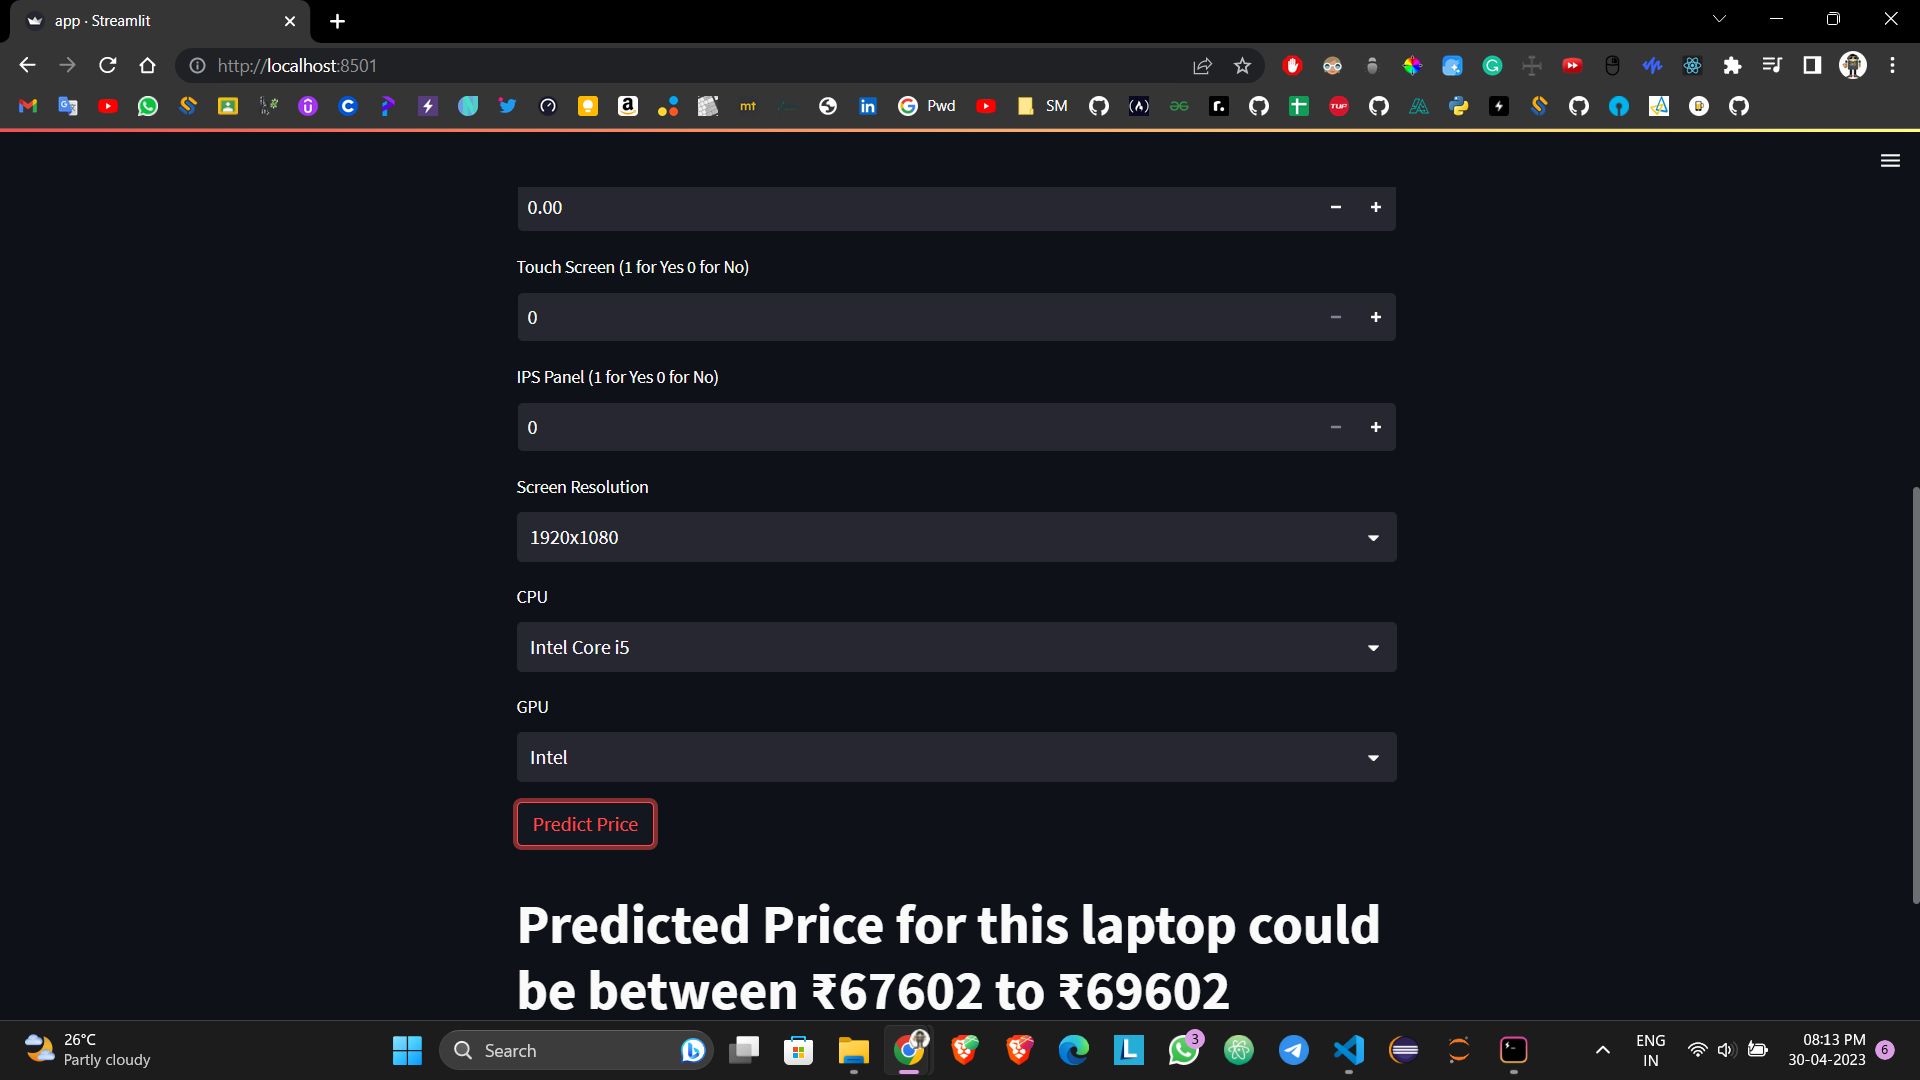 app · Streamlit
http://localhost:8501
Pwd
SM
0.00
Touch Screen (1 for Yes 0 for No)
0
IPS Panel (1 for Yes 0 for No)
0
Screen Resolution
1920x1080
CPU
Intel Core i5
GPU
Intel
Predict Price
Predicted Price for this laptop could
be between ₹67602 to ₹69602
26°C
Partly cloudy
Search
3
ENG
IN
08:13 PM
30-04-2023
6